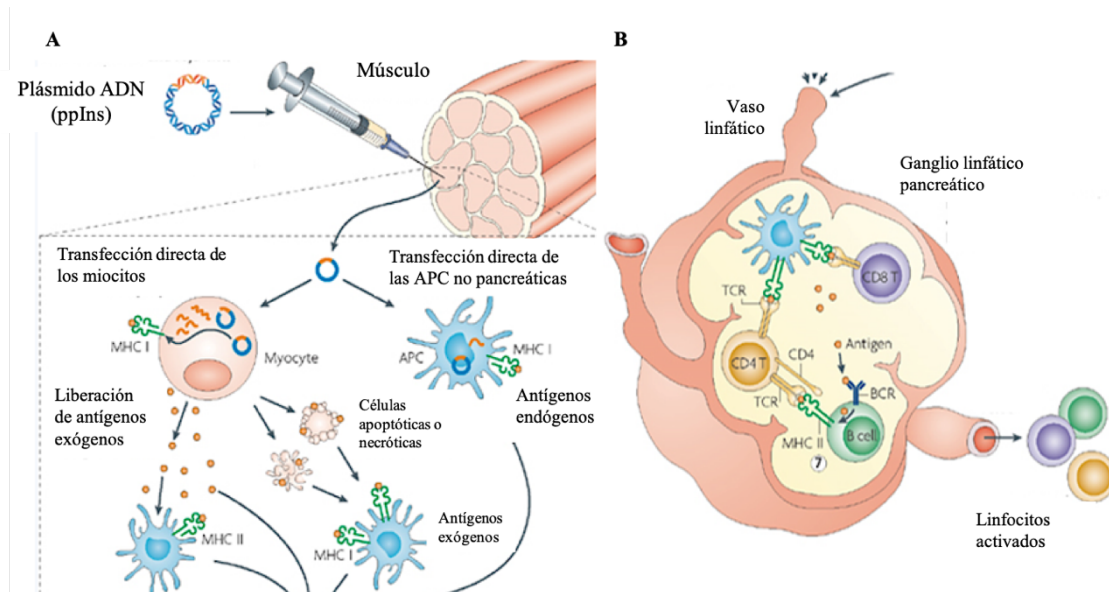 A
Plásmido ADN
(ppIns)
Músculo
Transfección directa de
los miocitos
Transfección directa de
las APC no pancreáticas
MHC I
Myocyte
APC
MHC I
Liberación
de antígenos
exógenos
Células
apoptóticas o
necróticas
Antígenos
endógenos
MHC II
MHC I
Antígenos
exógenos
B
Vaso
linfático
Ganglio linfático
pancreático
CD8 T
TCR
CD4 T
CD4
Antigen
TCR
BCR
MHC II
B cell
7
Linfocitos
activados